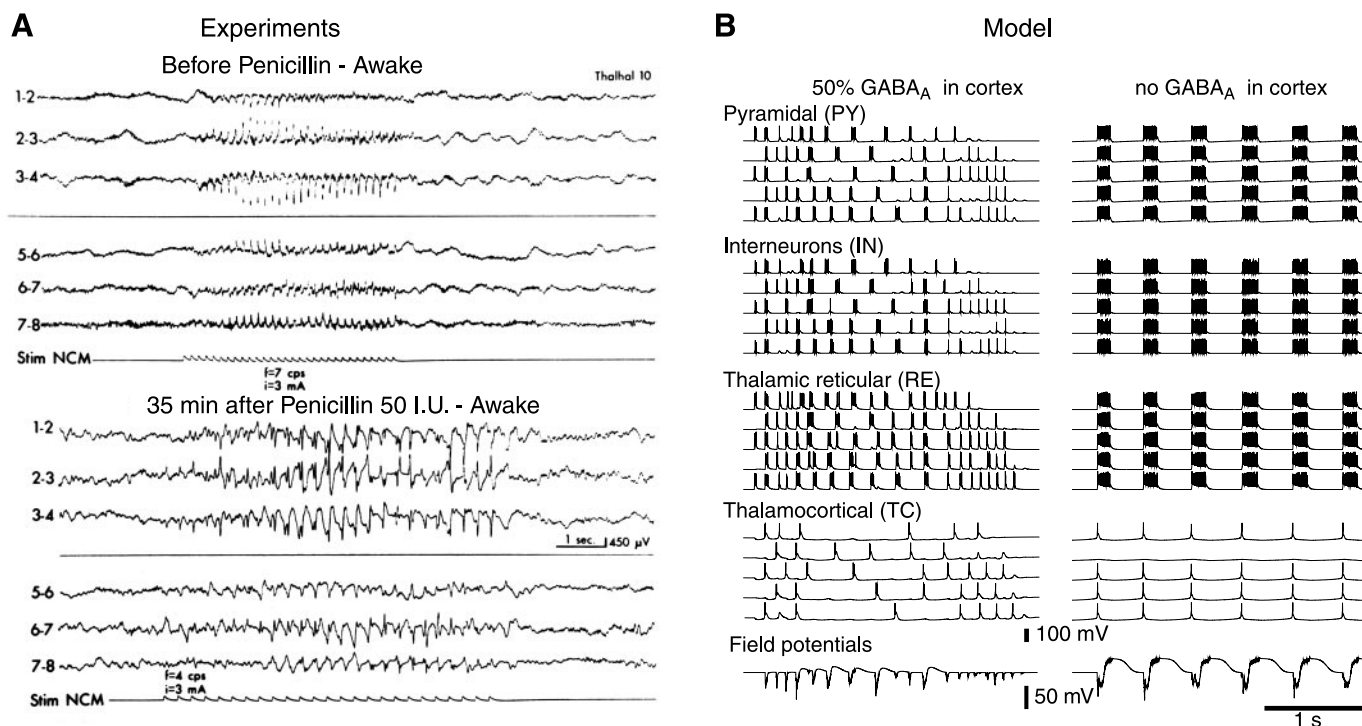 A
Experiments
Before Penicillin - Awake
Thalhal 10
1-2
2-3
3-4
5-6
6-7
7-8
Stim NCM
f=7 cps
i=3 mA
35 min after Penicillin 50 I.U. - Awake
1-2
2-3
3-4
1 sec. 450 µV
5-6
6-7
7-8
f=4 cps
i=3 mA
Stim NCM
B
Model
50% GABAA in cortex
no GABAA in cortex
Pyramidal (PY)
Interneurons (IN)
Thalamic reticular (RE)
Thalamocortical (TC)
100 mV
Field potentials
50 mV
1 s